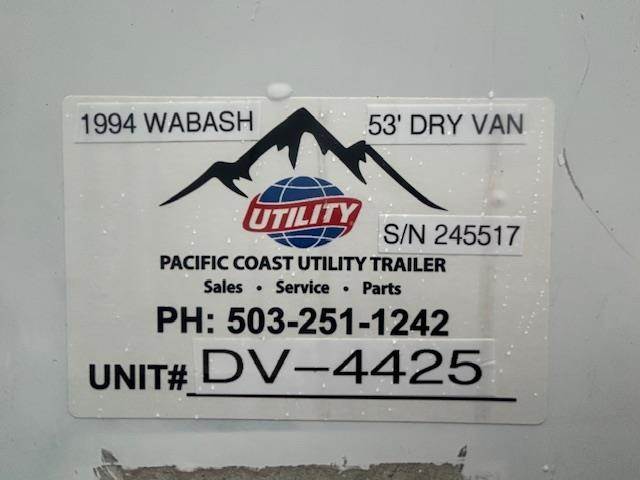 1994 WABASH
53' DRY VAN
UTILITY
S/N 245517
PACIFIC COAST UTILITY TRAILER
Sales • Service • Parts
PH: 503-251-1242
UNIT# DV-4425